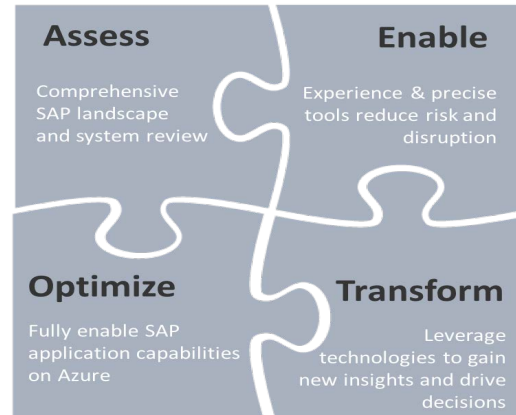 Assess
Comprehensive
SAP landscape
and system review
Enable
Experience & precise
tools reduce risk and
disruption
Optimize
Fully enable SAP
application capabilities
on Azure
Transform
Leverage
technologies to gain
new insights and drive
decisions